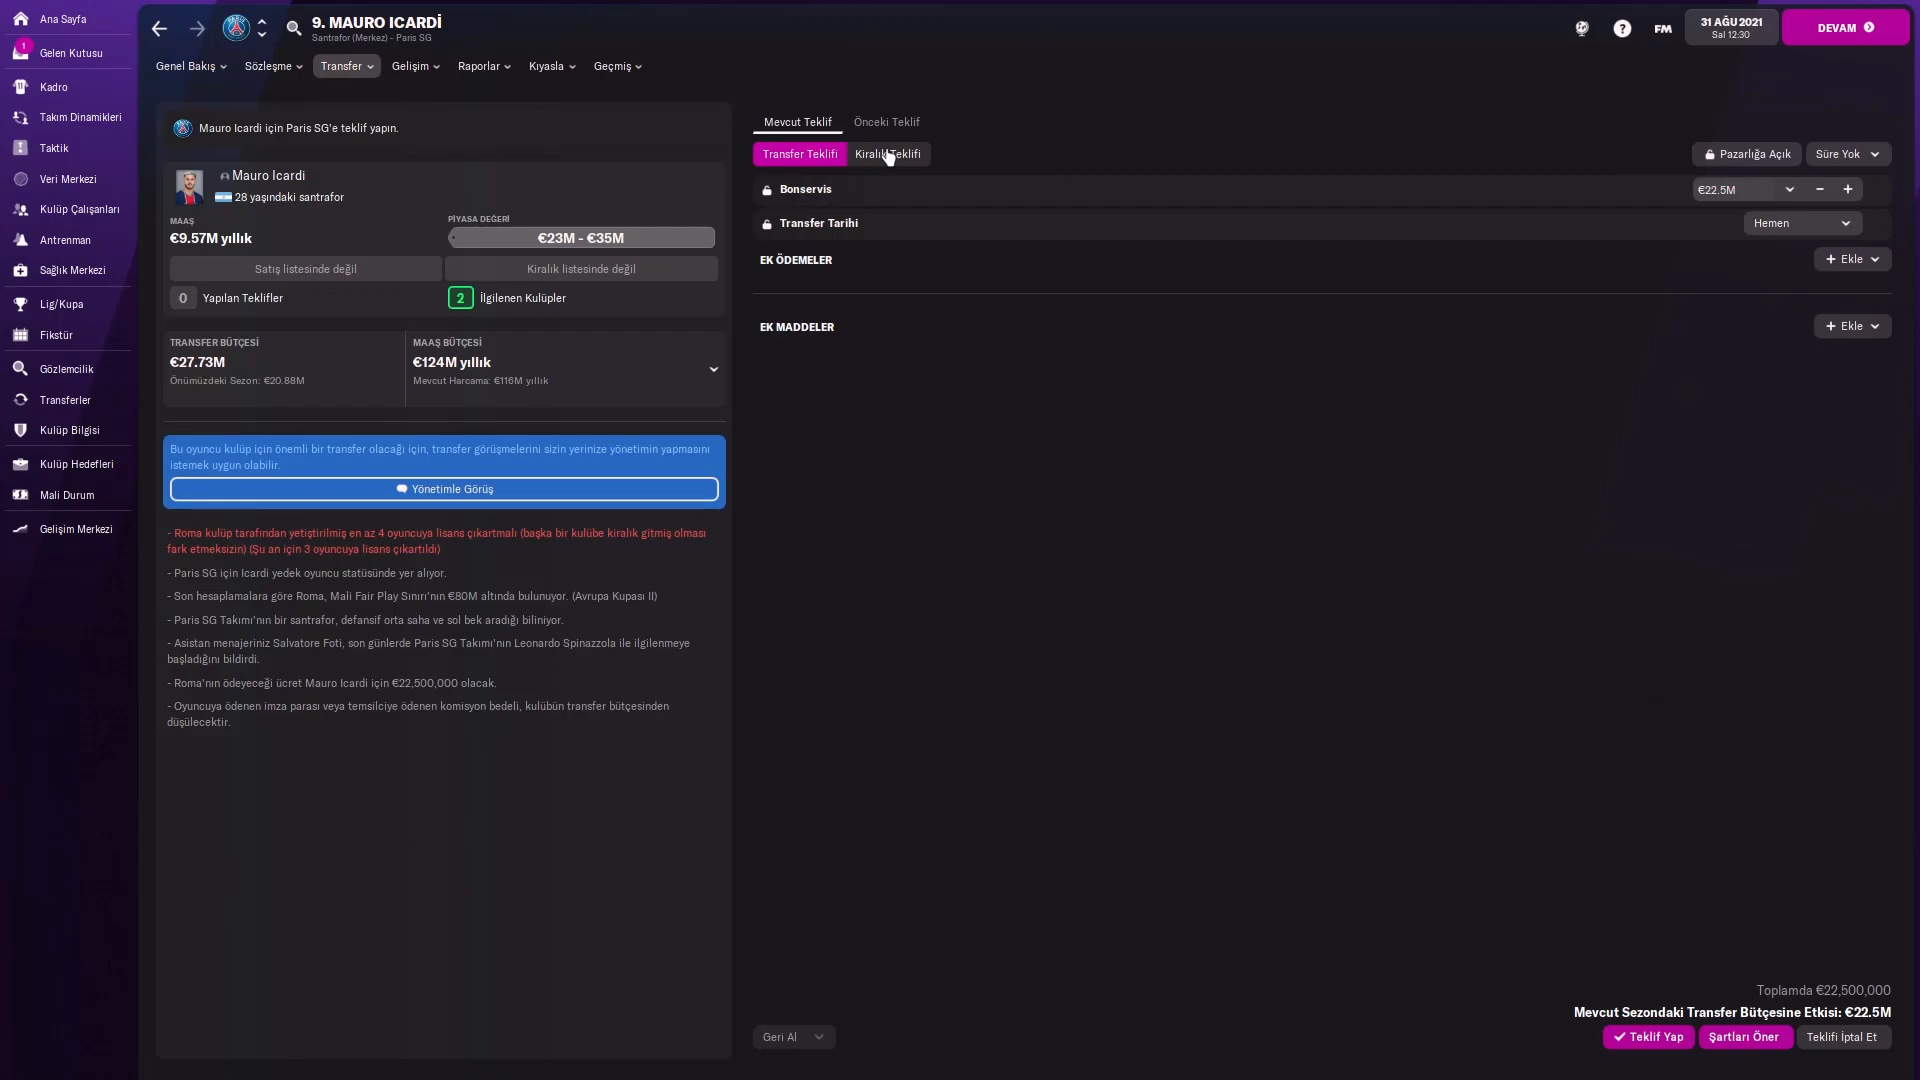 Ana Sayfa
1
Gelen Kutusu
Kadro
Takım Dinamikleri
Taktik
Veri Merkezi
Kulüp Çalışanları
Antrenman
Sağlık Merkezi
Lig/Kupa
Fikstür
Gözlemcilik
Transferler
Kulüp Bilgisi
Kulüp Hedefleri
Mali Durum
Gelişim Merkezi
9. MAURO ICARDİ
Santrafor (Merkez) - Paris SG
?
FM
31 AĞU 2021
Sal 12:30
DEVAM
Genel Bakış
Sözleşme
Transfer
Gelişim
Raporlar
Kıyasla
Geçmiş
Mauro Icardi için Paris SG'e teklif yapın.
Mauro Icardi
28 yaşındaki santrafor
MAAŞ
€9.57M yıllık
PİYASA DEĞERİ
€23M - €35M
Satış listesinde değil
Kiralık listesinde değil
0 Yapılan Teklifler
2 İlgilenen Kulüpler
TRANSFER BÜTÇESİ
€27.73M
Önümüzdeki Sezon: €20.88M
MAAŞ BÜTÇESİ
€124M yıllık
Mevcut Harcama: €116M yıllık
Bu oyuncu kulüp için önemli bir transfer olacağı için, transfer görüşmelerini sizin yerinize yönetimin yapmasını
istemek uygun olabilir.
Yönetimle Görüş
- Roma kulüp tarafından yetiştirilmiş en az 4 oyuncuya lisans çıkartmalı (başka bir kulübe kiralık gitmiş olması
fark etmeksizin) (Şu an için 3 oyuncuya lisans çıkartıldı)
- Paris SG için Icardi yedek oyuncu statüsünde yer alıyor.
- Son hesaplamalara göre Roma, Mali Fair Play Sınırı'nın €80M altında bulunuyor. (Avrupa Kupası II)
- Paris SG Takımı'nın bir santrafor, defansif orta saha ve sol bek aradığı biliniyor.
- Asistan menajeriniz Salvatore Foti, son günlerde Paris SG Takımı'nın Leonardo Spinazzola ile ilgilenmeye
başladığını bildirdi.
- Roma'nın ödeyeceği ücret Mauro Icardi için €22,500,000 olacak.
- Oyuncuya ödenen imza parası veya temsilciye ödenen komisyon bedeli, kulübün transfer bütçesinden
düşülecektir.
Mevcut Teklif
Önceki Teklif
Transfer Teklifi
Kiralık Teklifi
Pazarlığa Açık
Süre Yok
Bonservis
€22.5M
Transfer Tarihi
Hemen
EK ÖDEMELER
+ Ekle
EK MADDELER
+ Ekle
Toplamda €22,500,000
Mevcut Sezondaki Transfer Bütçesine Etkisi: €22.5M
Geri Al
Teklif Yap
Şartları Öner
Teklifi İptal Et